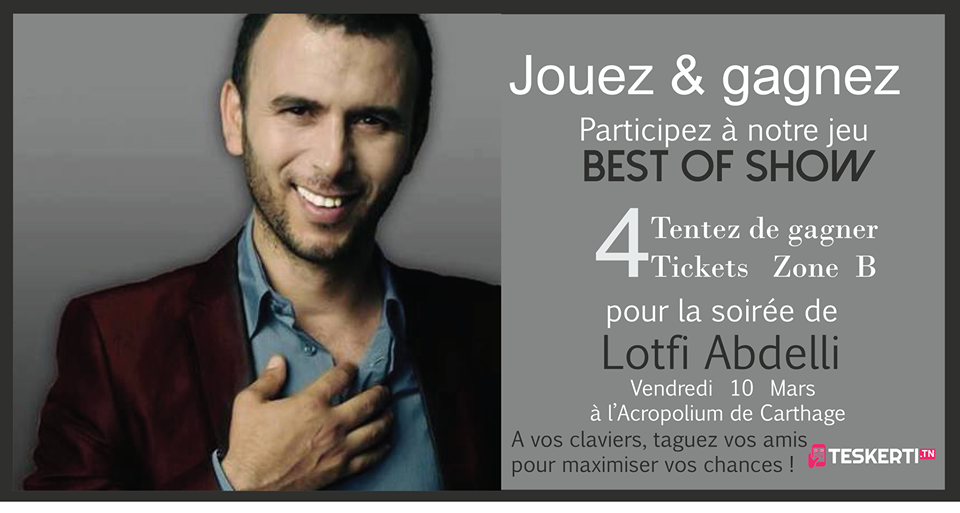 Jouez & gagnez
Participez à notre jeu
BEST OF SHOW
4 Tentez de gagner
Tickets Zone B
pour la soirée de
Lotfi Abdelli
Vendredi 10 Mars
à l'Acropolium de Carthage
A vos claviers, taguez vos amis
pour maximiser vos chances !
TESKERTI.TN